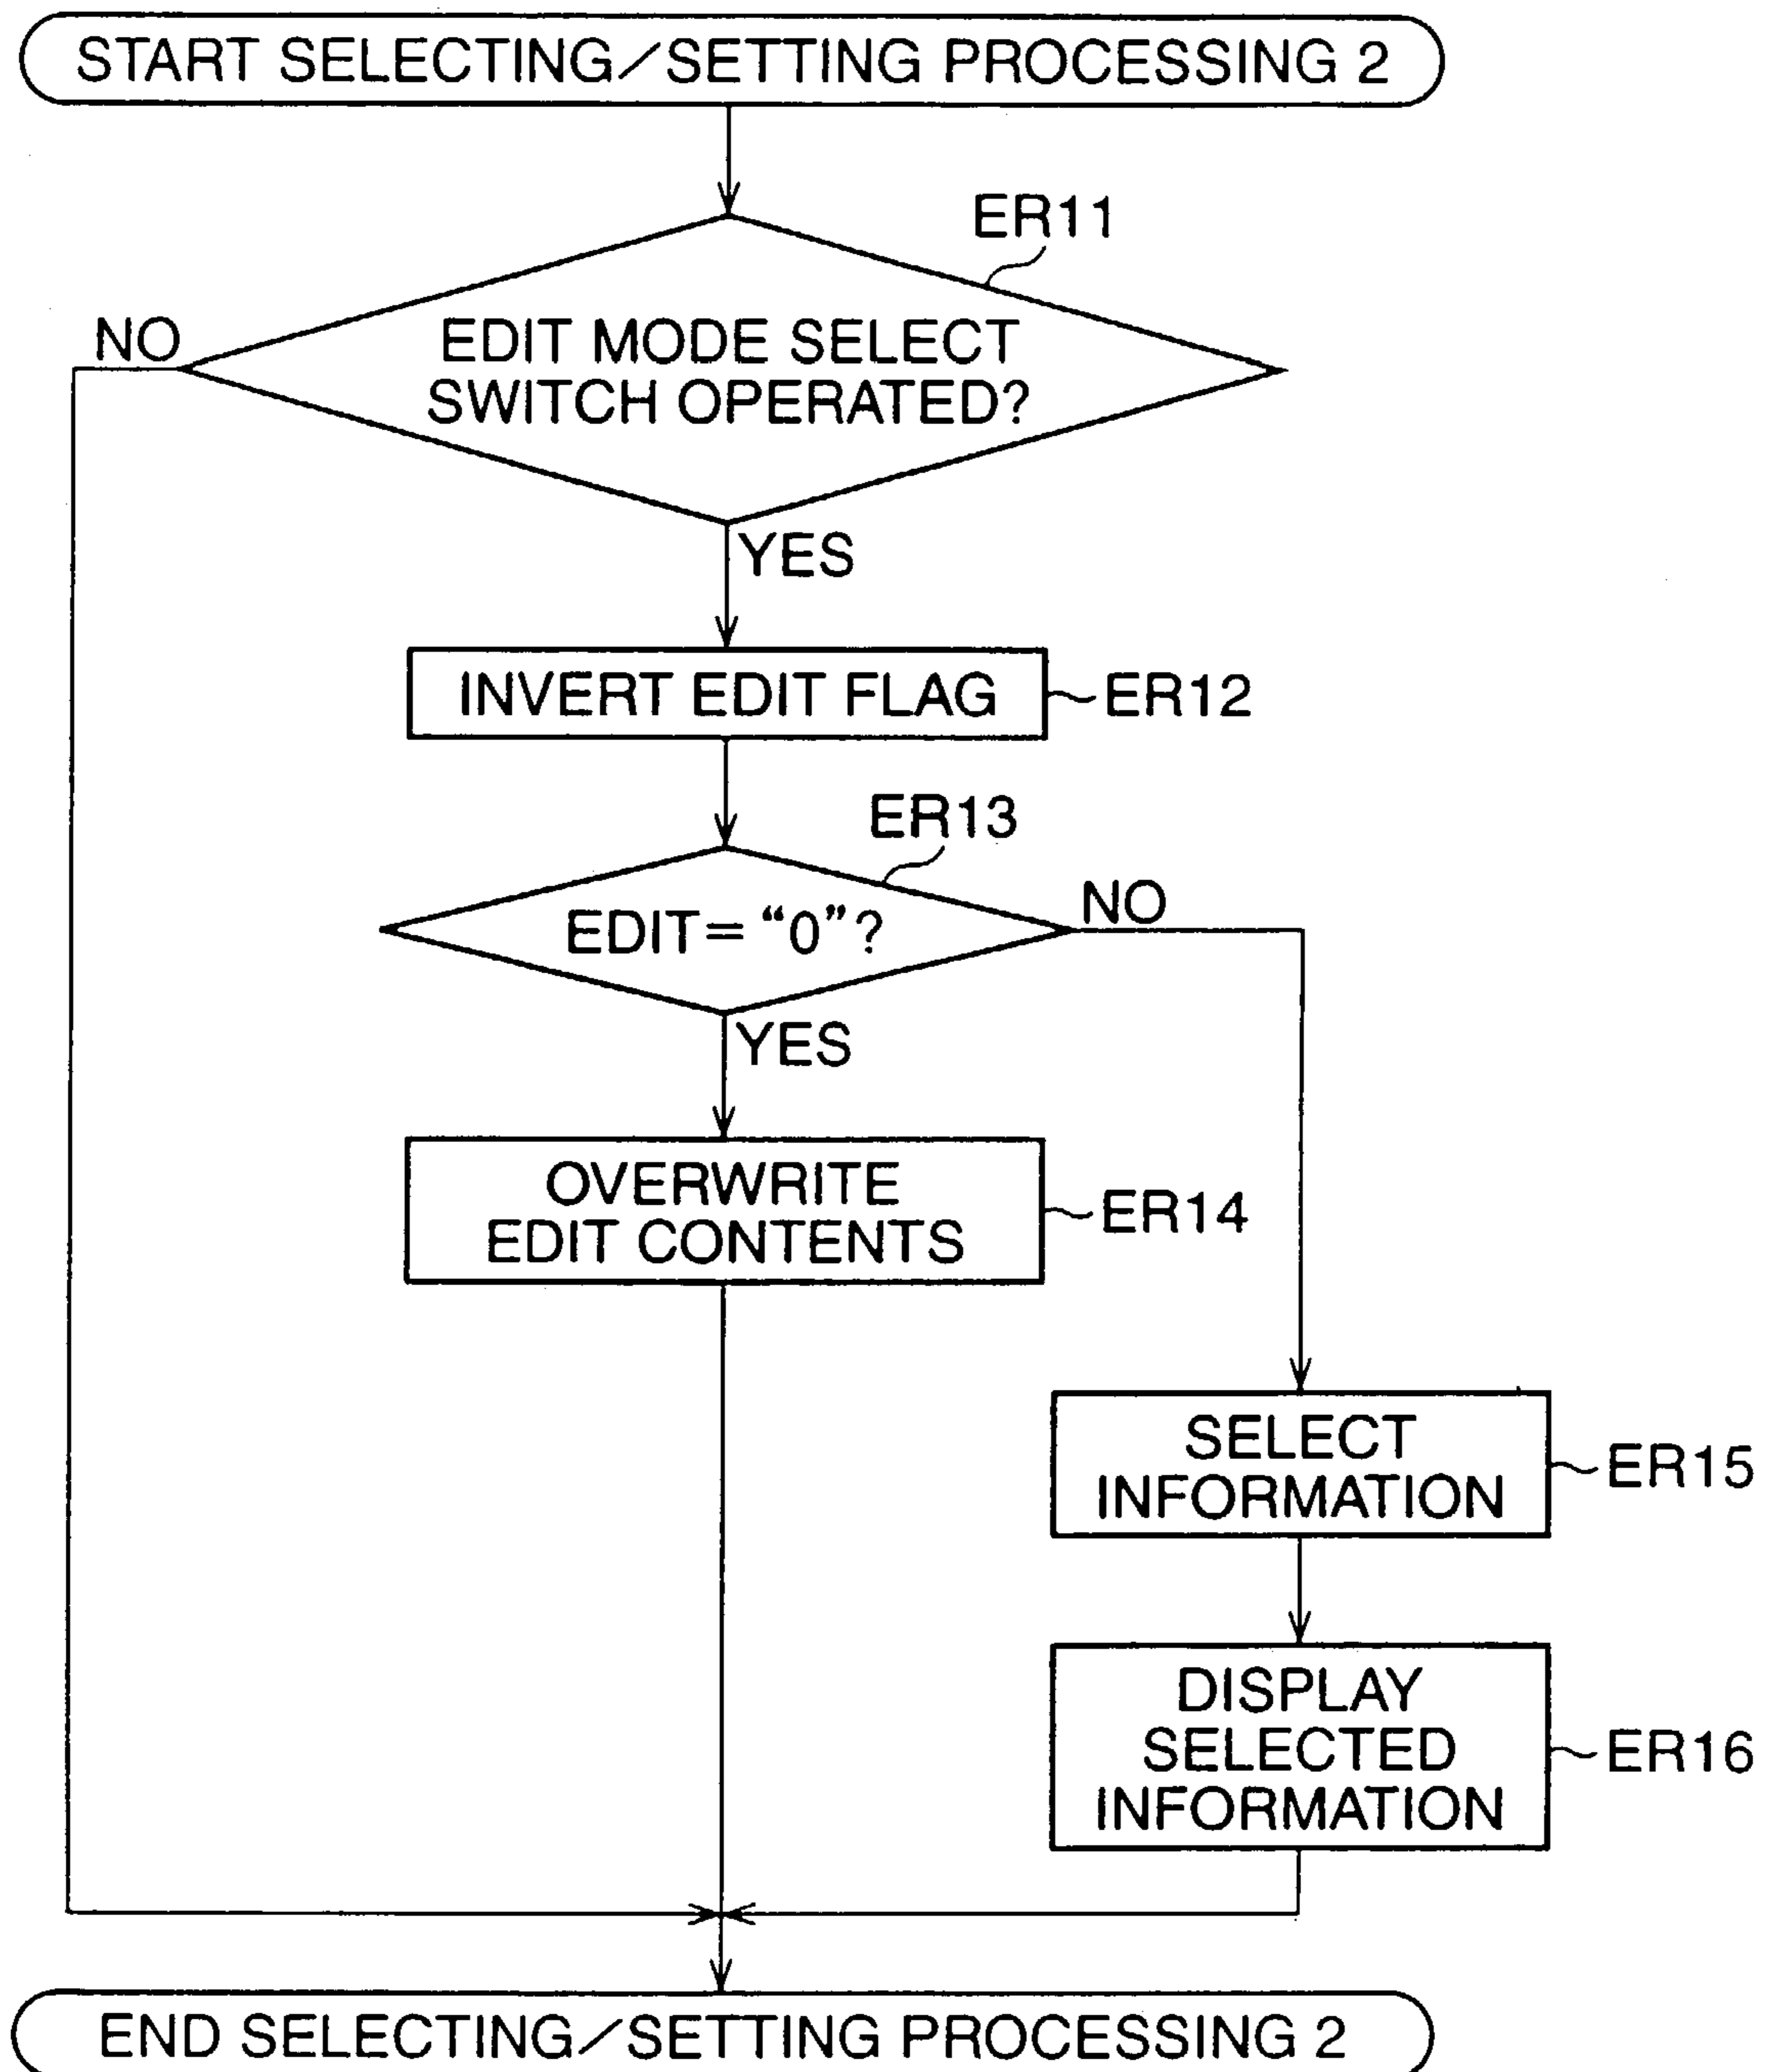 START SELECTING/SETTING PROCESSING 2
ER11
NO
EDIT MODE SELECT
SWITCH OPERATED?
YES
INVERT EDIT FLAG
ER12
ER13
EDIT= “0”?
NO
YES
OVERWRITE
EDIT CONTENTS
ER14
SELECT
INFORMATION
ER15
DISPLAY
SELECTED
INFORMATION
ER16
END SELECTING/SETTING PROCESSING 2